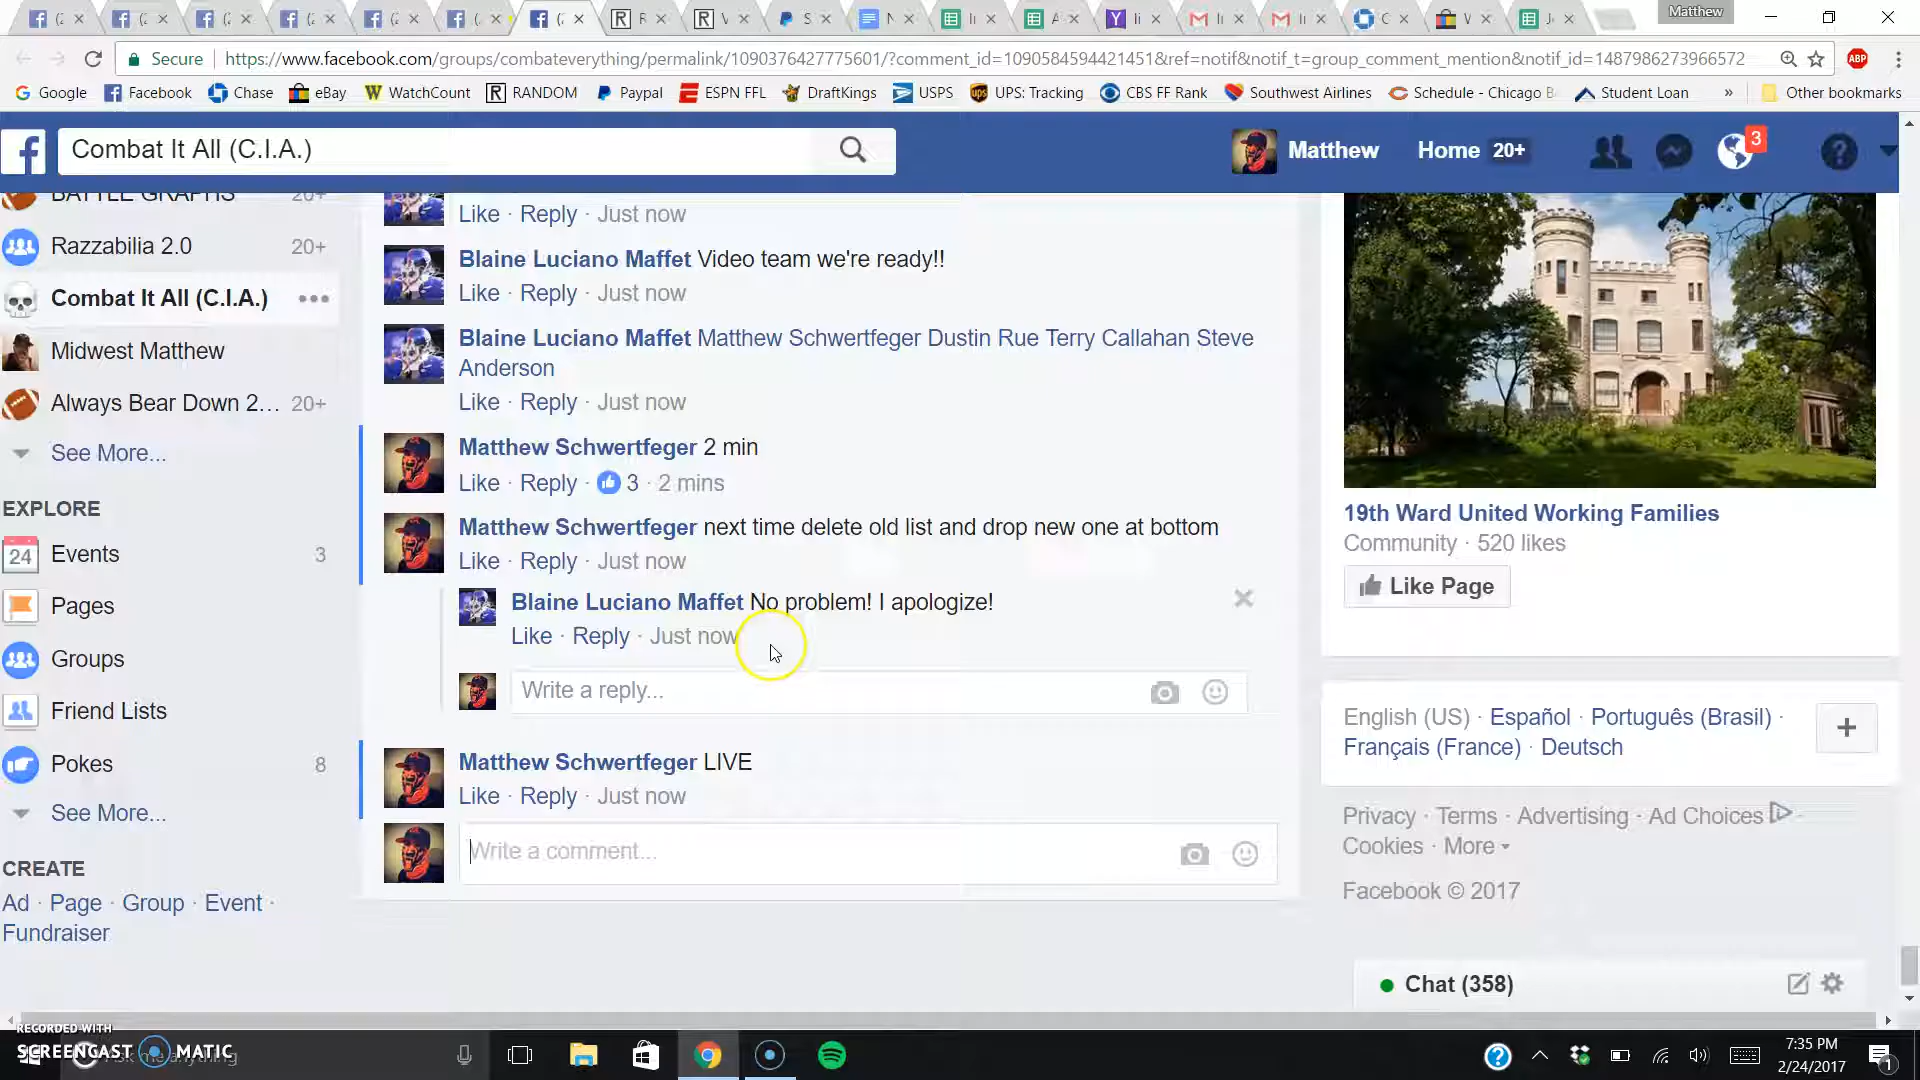 Matthew
Secure
https://www.facebook.com/groups/combateverything/permalink/1090376427775601/?comment_id=1090584594421451&ref=notif&notif_t=group_comment_mention&notif_id=1487986273966572
ABP
Google
Facebook
Chase
eBay
WatchCount
RANDOM
Paypal
ESPN FFL
DraftKings
USPS
UPS: Tracking
CBS FF Rank
Southwest Airlines
Schedule - Chicago B
Student Loan
»
Other bookmarks
Combat It All (C.I.A.)
Matthew
Home 20+
3
BATTLE GRAPHS 20+
Razzabilia 2.0 20+
Combat It All (C.I.A.)
Midwest Matthew
Always Bear Down 2... 20+
See More...
EXPLORE
24 Events 3
Pages
Groups
Friend Lists
Pokes 8
See More...
CREATE
Ad · Page · Group · Event ·
Fundraiser
Like · Reply · Just now
Blaine Luciano Maffet Video team we're ready!!
Like · Reply · Just now
Blaine Luciano Maffet Matthew Schwertfeger Dustin Rue Terry Callahan Steve
Anderson
Like · Reply · Just now
Matthew Schwertfeger 2 min
Like · Reply · 3 · 2 mins
Matthew Schwertfeger next time delete old list and drop new one at bottom
Like · Reply · Just now
Blaine Luciano Maffet No problem! I apologize!
Like · Reply · Just now
Write a reply...
Matthew Schwertfeger LIVE
Like · Reply · Just now
Write a comment...
19th Ward United Working Families
Community · 520 likes
Like Page
English (US) · Español · Português (Brasil) ·
Français (France) · Deutsch
Privacy · Terms · Advertising · Ad Choices ·
Cookies · More
Facebook © 2017
Chat (358)
RECORDED WITH
SCREENCAST MATIC
7:35 PM
2/24/2017
1